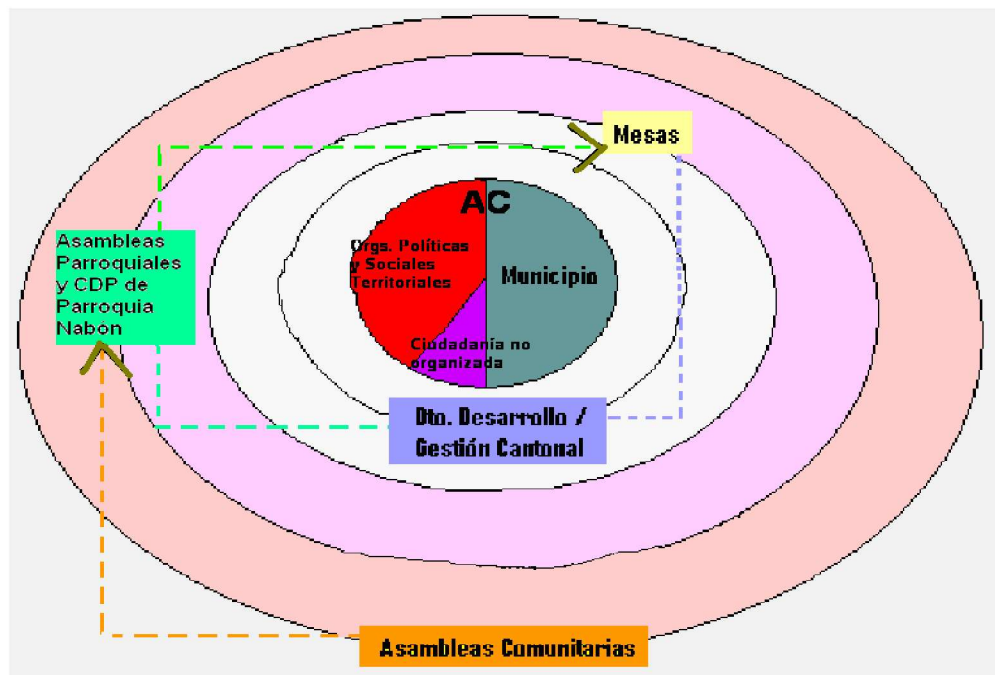 Mesas
AC
Asambleas
Parroquiales
y CDP de
Parroquia
Nabón
Orgs. Políticas
y Sociales
Territoriales
Municipio
Ciudadanía no
organizada
Dto. Desarrollo /
Gestión Cantonal
Asambleas Comunitarias